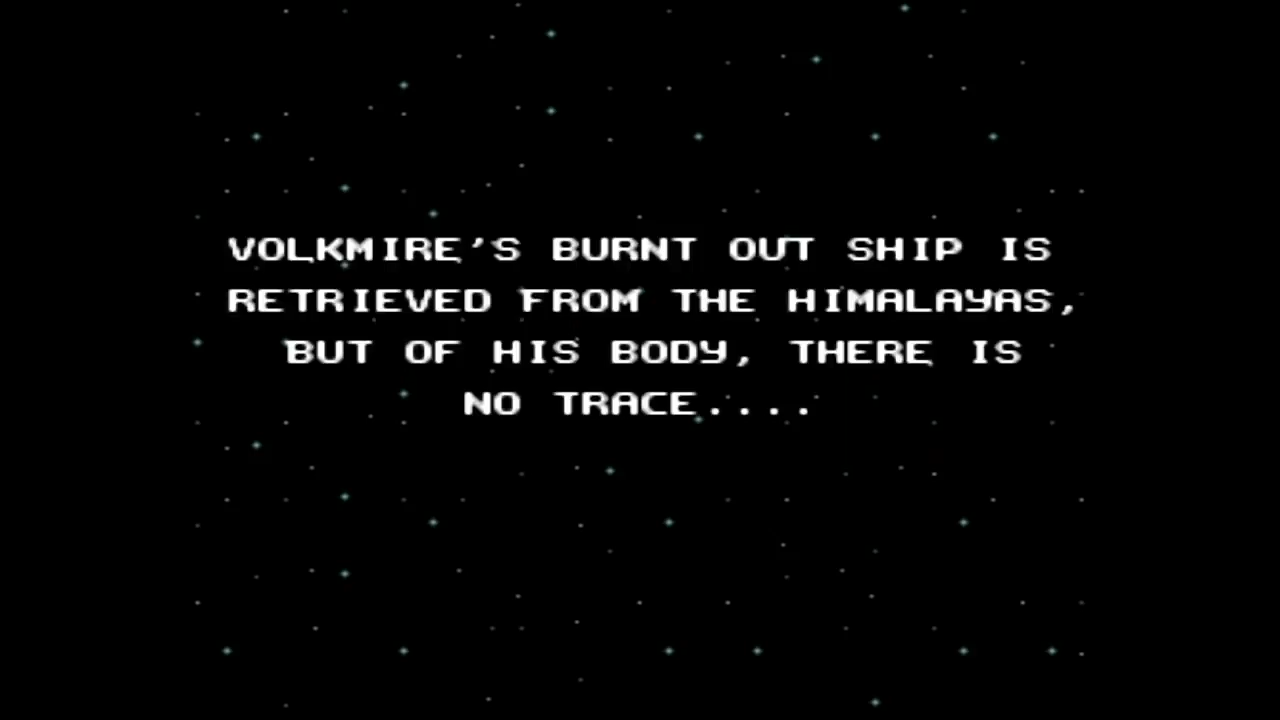 VOLKMIRE'S BURNT OUT SHIP IS
RETRIEVED FROM THE HIMALAYAS,
BUT OF HIS BODY, THERE IS
NO TRACE....